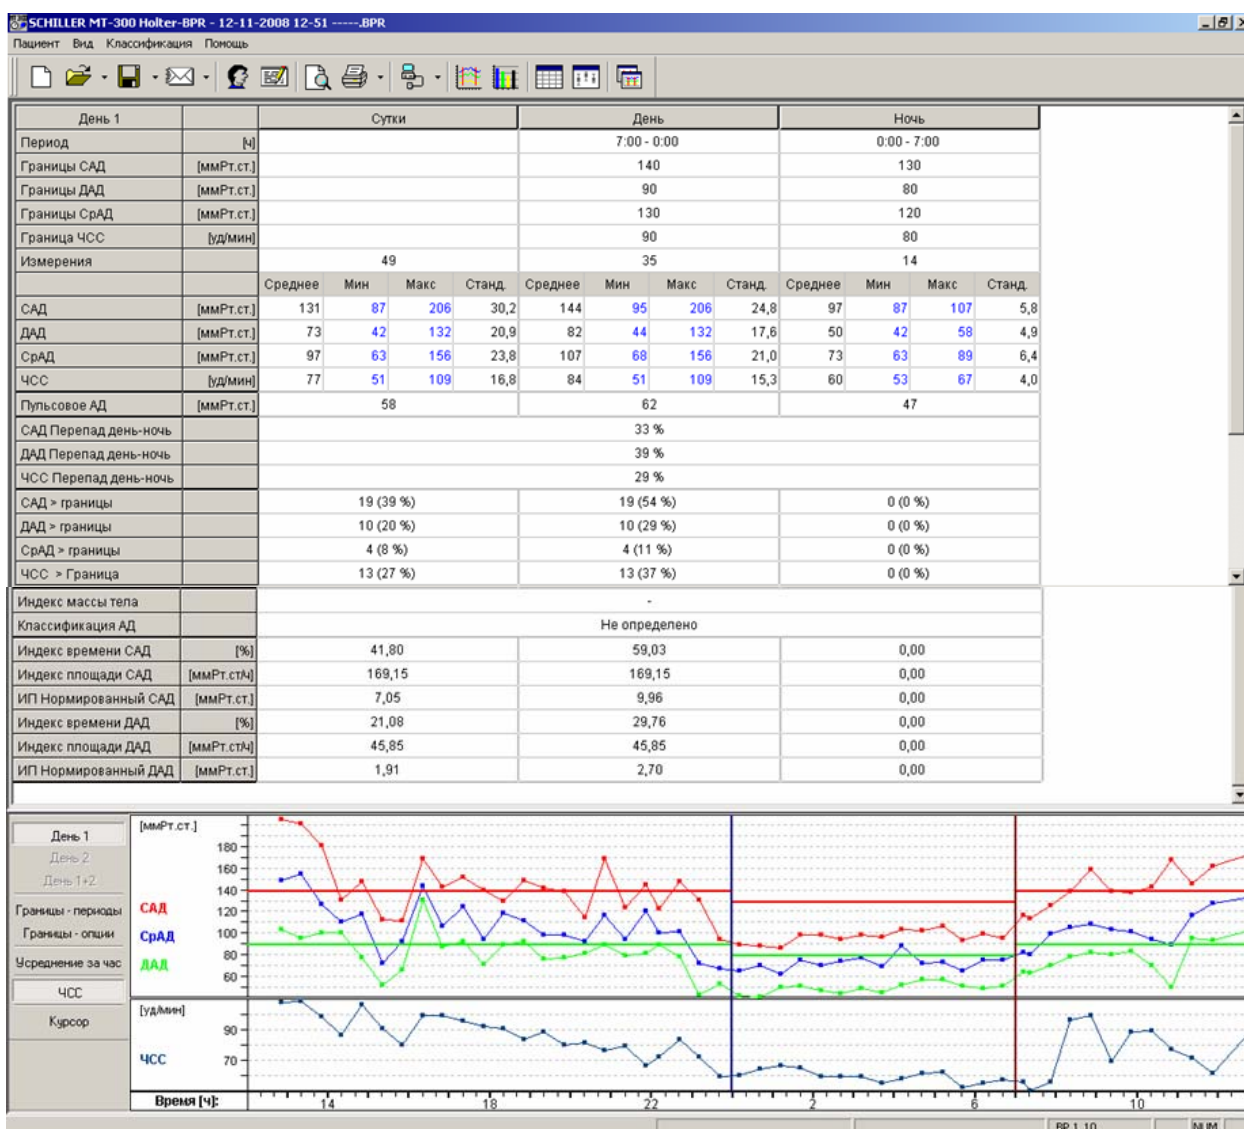 SCHILLER MT-300 Holter-BPR - 12-11-2008 12-51 -----.BPR
Пациент Вид Классификация Помощь
День 1 Сутки День Ночь
Период [ч] 7:00 - 0:00 0:00 - 7:00
Границы САД [ммРт.ст.] 140 130
Границы ДАД [ммРт.ст.] 90 80
Границы СрАД [ммРт.ст.] 130 120
Граница ЧСС [уд/мин] 90 80
Измерения 49 35 14
Среднее Мин Макс Станд. Среднее Мин Макс Станд. Среднее Мин Макс Станд.
САД [ммРт.ст.] 131 87 206 30,2 144 95 206 24,8 97 87 107 5,8
ДАД [ммРт.ст.] 73 42 132 20,9 82 44 132 17,6 50 42 58 4,9
СрАД [ммРт.ст.] 97 63 156 23,8 107 68 156 21,0 73 63 89 6,4
ЧСС [уд/мин] 77 51 109 16,8 84 51 109 15,3 60 53 67 4,0
Пульсовое АД [ммРт.ст.] 58 62 47
САД Перепад день-ночь 33 %
ДАД Перепад день-ночь 39 %
ЧСС Перепад день-ночь 29 %
САД > границы 19 (39 %) 19 (54 %) 0 (0 %)
ДАД > границы 10 (20 %) 10 (29 %) 0 (0 %)
СрАД > границы 4 (8 %) 4 (11 %) 0 (0 %)
ЧСС > Граница 13 (27 %) 13 (37 %) 0 (0 %)
Индекс массы тела -
Классификация АД Не определено
Индекс времени САД [%] 41,80 59,03 0,00
Индекс площади САД [ммРт.ст/ч] 169,15 169,15 0,00
ИП Нормированный САД [ммРт.ст.] 7,05 9,96 0,00
Индекс времени ДАД [%] 21,08 29,76 0,00
Индекс площади ДАД [ммРт.ст/ч] 45,85 45,85 0,00
ИП Нормированный ДАД [ммРт.ст.] 1,91 2,70 0,00
День 1
День 2
День 1+2
Границы - периоды
Границы - опции
Усреднение за час
ЧСС
Курсор
[ммРт.ст.]
180
160
140
САД 120
СрАД 100
ДАД 80
60
[уд/мин]
90
ЧСС 70
Время [ч]: 14 18 22 2 6 10
BP 1.10 NUM